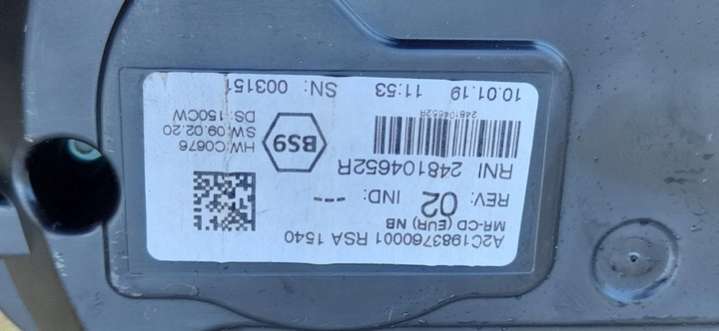 A2C1983760001 RSA 1540
MR-CD (EUR) NB
REV: 02 IND: ---
RNI 248104652R
248104652R
10.01.19 11:53 SN: 003151
HW:C0676
SW:09.02.20
DS: 150CW
BS9